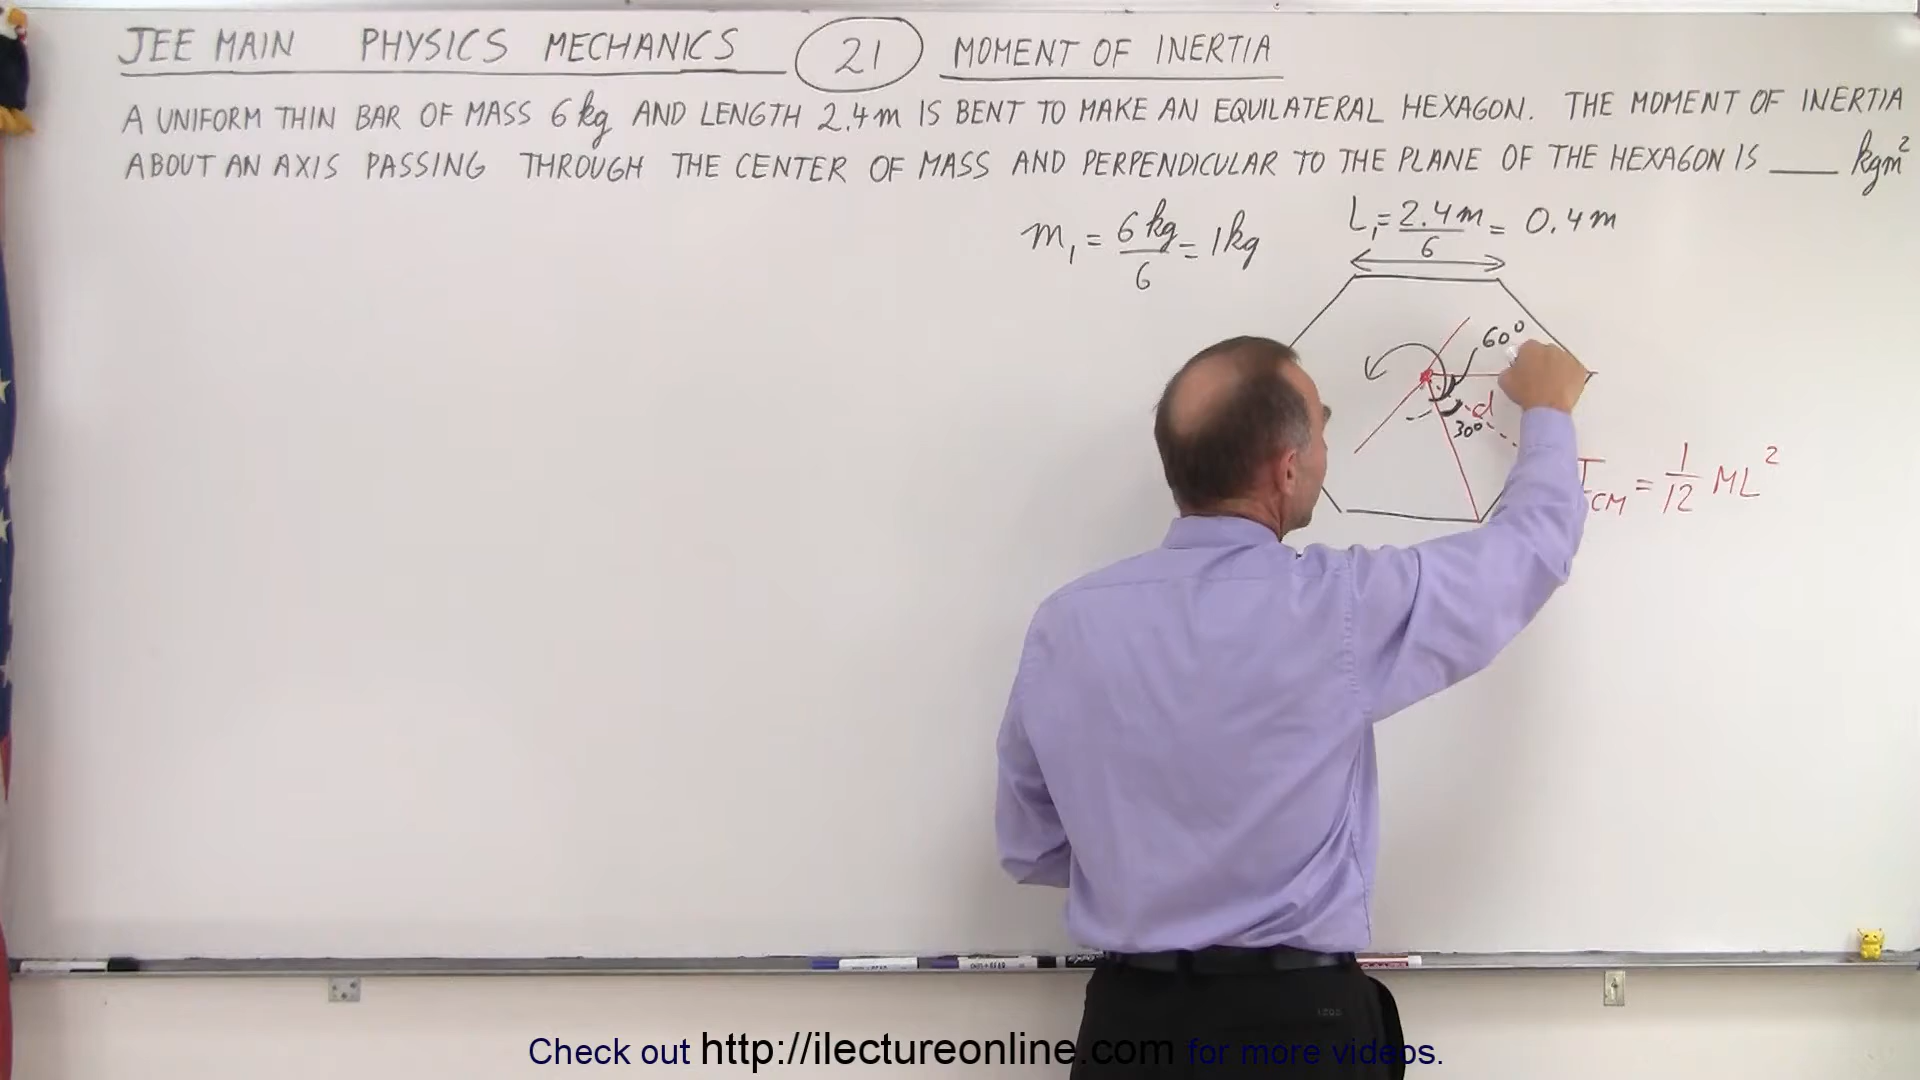 JEE MAIN PHYSICS MECHANICS 21 MOMENT OF INERTIA
A UNIFORM THIN BAR OF MASS 6 kg AND LENGTH 2.4 m IS BENT TO MAKE AN EQUILATERAL HEXAGON. THE MOMENT OF INERTIA
ABOUT AN AXIS PASSING THROUGH THE CENTER OF MASS AND PERPENDICULAR TO THE PLANE OF THE HEXAGON IS ____ kgm²
m₁ = 6 kg / 6 = 1 kg
L₁ = 2.4 m / 6 = 0.4 m
60°
d
30°
I_CM = 1/12 ML²
Check out http://ilectureonline.com for more videos.